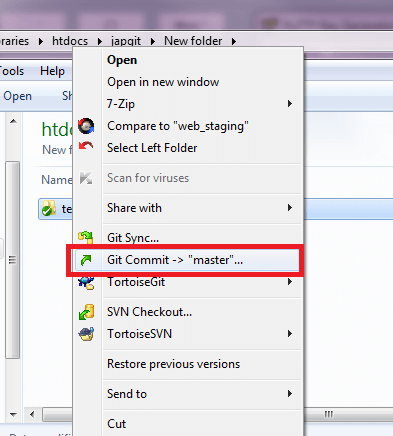 raries ▸ htdocs ▸ japgit ▸ New folder ▸
Tools
Open
Sh
htdo
New f
Name
te
Open
Open in new window
7-Zip
Compare to "web_staging"
Select Left Folder
Scan for viruses
Share with
Git Sync...
Git Commit -> "master"...
TortoiseGit
SVN Checkout...
TortoiseSVN
Restore previous versions
Send to
Cut